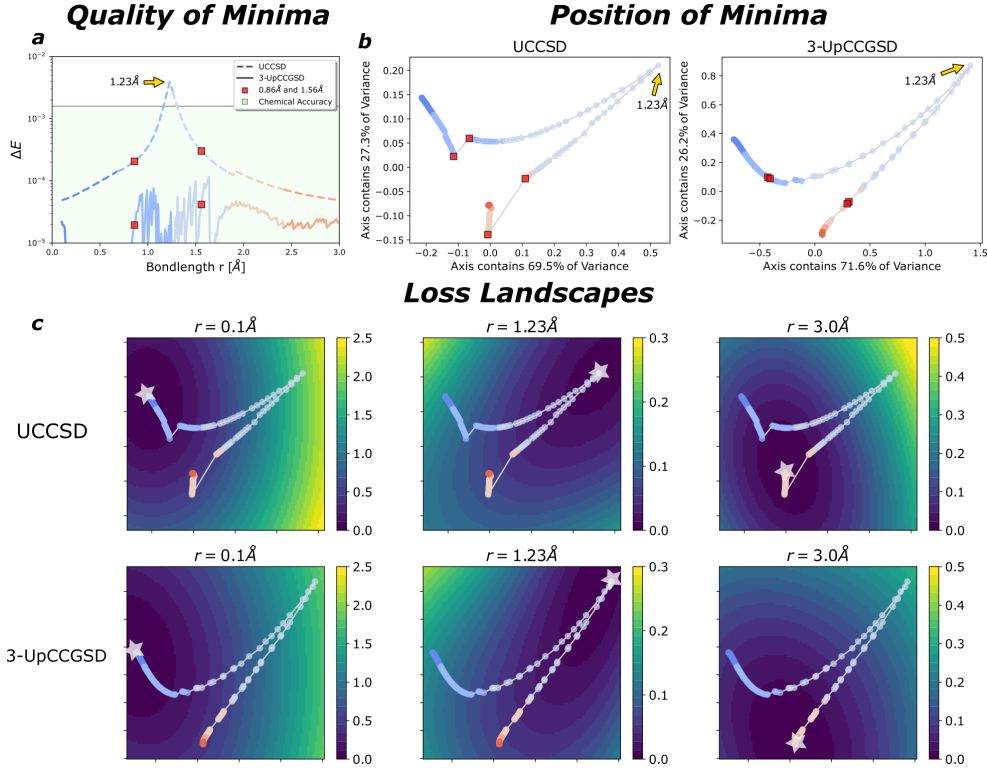 Quality of Minima
Position of Minima
a
10⁻²
10⁻³
10⁻⁴
10⁻⁵
ΔE
1.23Å
UCCSD
3-UpCCGSD
0.86Å and 1.56Å
Chemical Accuracy
0.0 0.5 1.0 1.5 2.0 2.5 3.0
Bondlength r [Å]
b
UCCSD
Axis contains 27.3% of Variance
0.20
0.15
0.10
0.05
0.00
−0.05
−0.10
−0.15
1.23Å
−0.2 −0.1 0.0 0.1 0.2 0.3 0.4 0.5
Axis contains 69.5% of Variance
3-UpCCGSD
Axis contains 26.2% of Variance
0.8
0.6
0.4
0.2
0.0
−0.2
1.23Å
−0.5 0.0 0.5 1.0 1.5
Axis contains 71.6% of Variance
Loss Landscapes
c
UCCSD
r = 0.1Å
2.5
2.0
1.5
1.0
0.5
0.0
r = 1.23Å
0.3
0.2
0.1
0.0
r = 3.0Å
0.5
0.4
0.3
0.2
0.1
0.0
3-UpCCGSD
r = 0.1Å
2.5
2.0
1.5
1.0
0.5
0.0
r = 1.23Å
0.3
0.2
0.1
0.0
r = 3.0Å
0.5
0.4
0.3
0.2
0.1
0.0